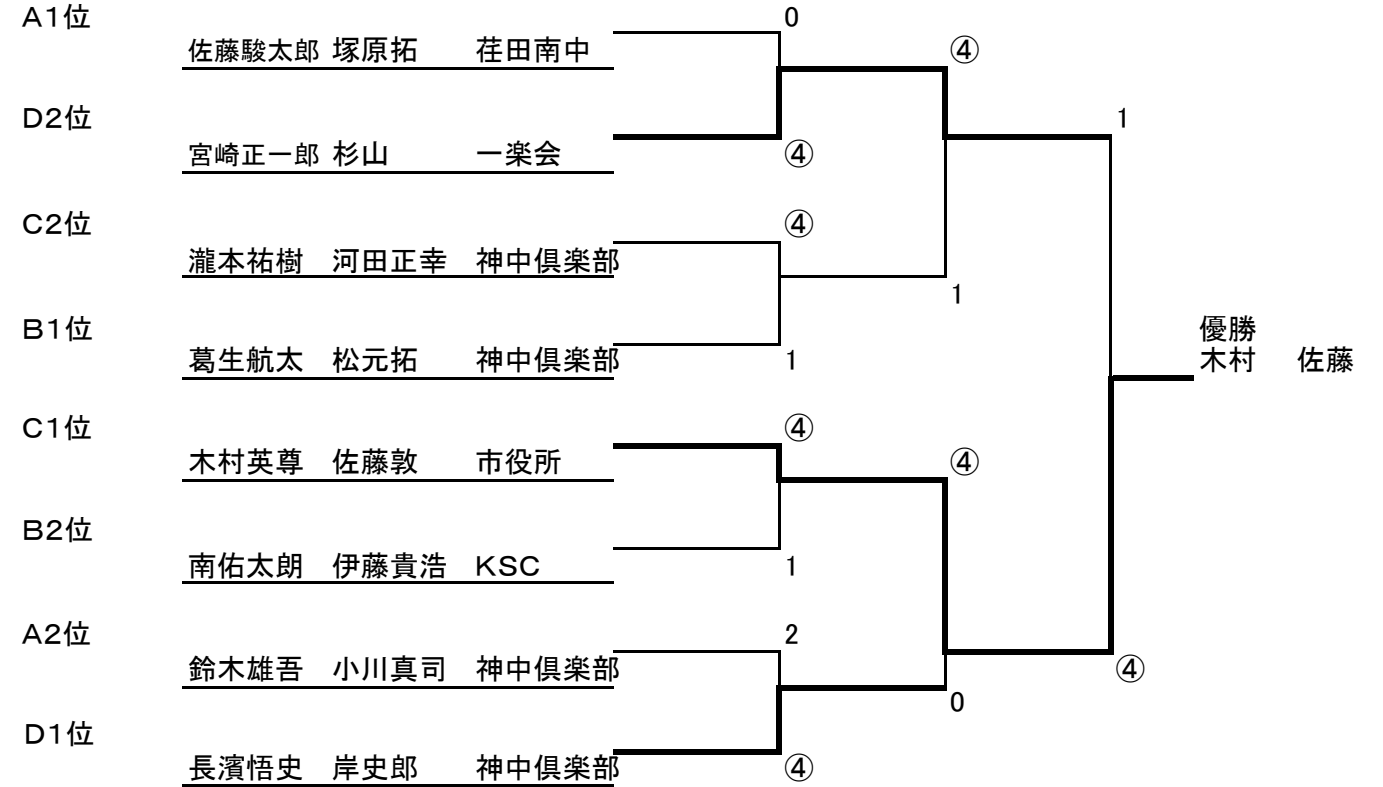 A1位
0
佐藤駿太郎 塚原拓 荏田南中
④
D2位
1
宮崎正一郎 杉山 一楽会
④
C2位
④
瀧本祐樹 河田正幸 神中倶楽部
1
B1位
優勝
葛生航太 松元拓 神中倶楽部
1
木村 佐藤
C1位
④
木村英尊 佐藤敦 市役所
④
B2位
南佑太朗 伊藤貴浩 KSC
1
A2位
2
鈴木雄吾 小川真司 神中倶楽部
④
0
D1位
長濱悟史 岸史郎 神中倶楽部
④